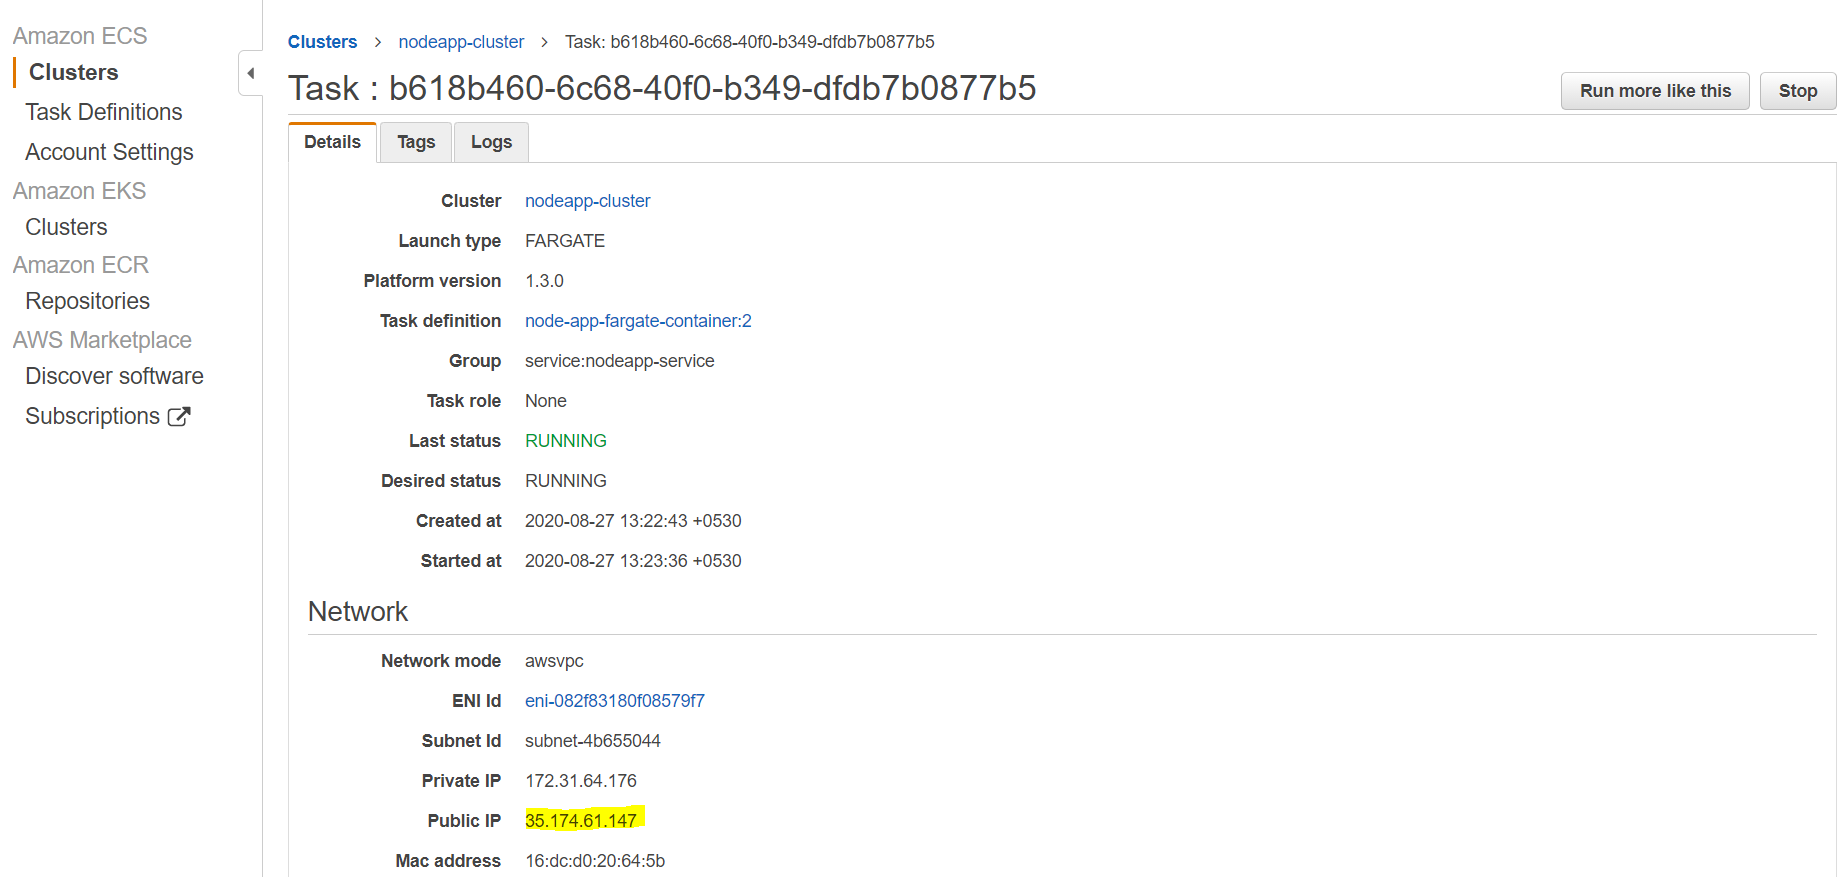 Amazon ECS
Clusters
Task Definitions
Account Settings
Amazon EKS
Clusters
Amazon ECR
Repositories
AWS Marketplace
Discover software
Subscriptions
Clusters > nodeapp-cluster > Task: b618b460-6c68-40f0-b349-dfdb7b0877b5
Task : b618b460-6c68-40f0-b349-dfdb7b0877b5
Run more like this Stop
Details Tags Logs
Cluster nodeapp-cluster
Launch type FARGATE
Platform version 1.3.0
Task definition node-app-fargate-container:2
Group service:nodeapp-service
Task role None
Last status RUNNING
Desired status RUNNING
Created at 2020-08-27 13:22:43 +0530
Started at 2020-08-27 13:23:36 +0530
Network
Network mode awsvpc
ENI Id eni-082f83180f08579f7
Subnet Id subnet-4b655044
Private IP 172.31.64.176
Public IP 35.174.61.147
Mac address 16:dc:d0:20:64:5b